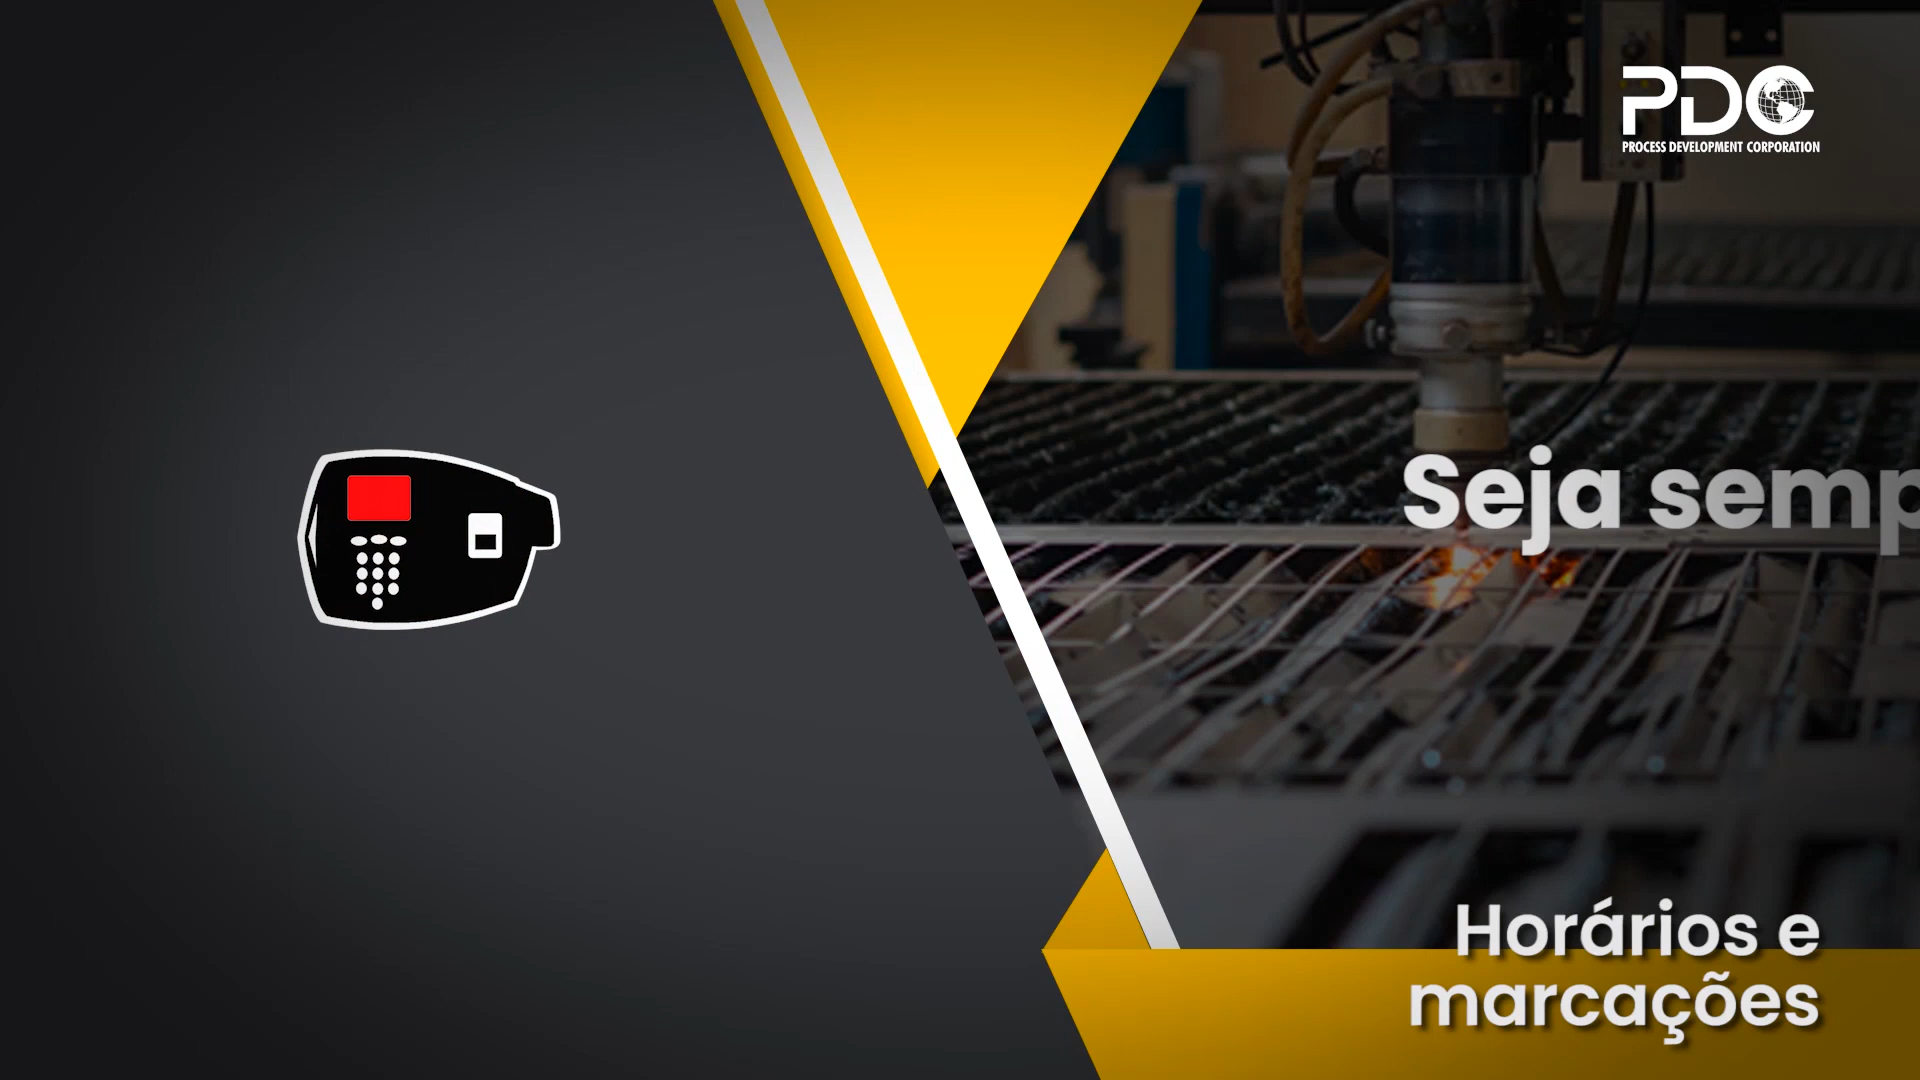 PDC
PROCESS DEVELOPMENT CORPORATION
Seja semp
Horários e
marcações